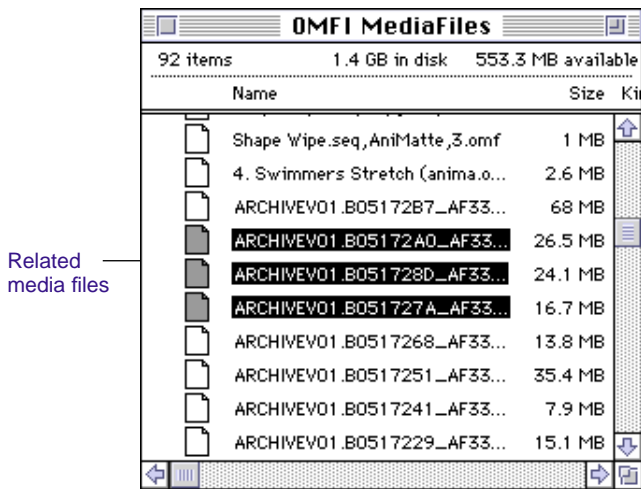 OMFI MediaFiles
92 items 1.4 GB in disk 553.3 MB available
Name Size Ki
Shape Wipe.seq,AniMatte,3.omf 1 MB
4. Swimmers Stretch (anima.o... 2.6 MB
ARCHIVEV01.B05172B7_AF33... 68 MB
ARCHIVEV01.B05172A0_AF33... 26.5 MB
ARCHIVEV01.B051728D_AF33... 24.1 MB
ARCHIVEV01.B051727A_AF33... 16.7 MB
ARCHIVEV01.B0517268_AF33... 13.8 MB
ARCHIVEV01.B0517251_AF33... 35.4 MB
ARCHIVEV01.B0517241_AF33... 7.9 MB
ARCHIVEV01.B0517229_AF33... 15.1 MB
Related
media files